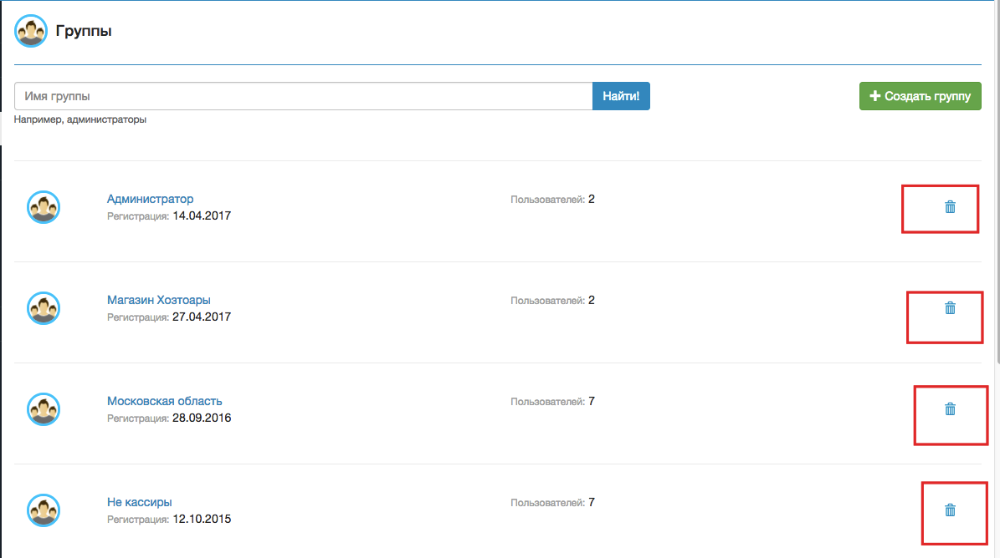 Группы
Имя группы
Найти!
Создать группу
Например, администраторы
Администратор
Пользователей: 2
Регистрация: 14.04.2017
Магазин Хозтоары
Пользователей: 2
Регистрация: 27.04.2017
Московская область
Пользователей: 7
Регистрация: 28.09.2016
Не кассиры
Пользователей: 7
Регистрация: 12.10.2015